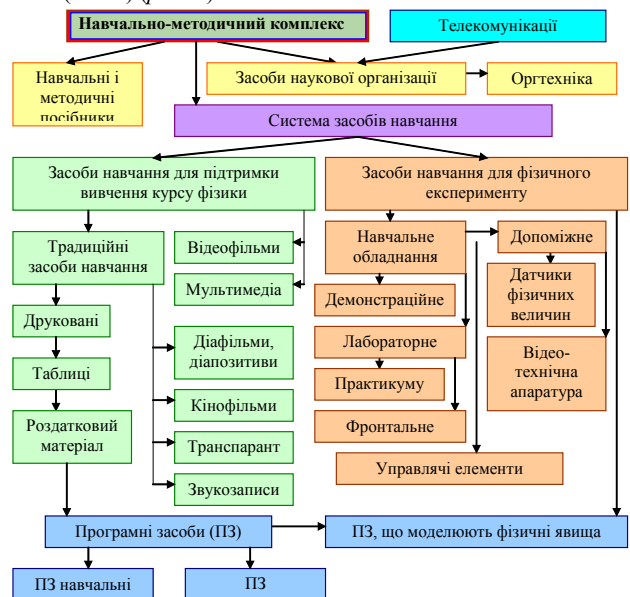 Навчально-методичний комплекс
Телекомунікації
Навчальні і
методичні
посібники
Засоби наукової організації
Оргтехніка
Система засобів навчання
Засоби навчання для підтримки
вивчення курсу фізики
Засоби навчання для фізичного
експерименту
Традиційні
засоби навчання
Відеофільми
Мультимедіа
Навчальне
обладнання
Допоміжне
Датчики
фізичних
величин
Демонстраційне
Друковані
Діафільми,
діапозитиви
Лабораторне
Відео-
технічна
апаратура
Таблиці
Практикуму
Кінофільми
Роздатковий
матеріал
Фронтальне
Транспарант
Управлячі елементи
Звукозаписи
Програмні засоби (ПЗ)
ПЗ, що моделюють фізичні явища
ПЗ навчальні
ПЗ